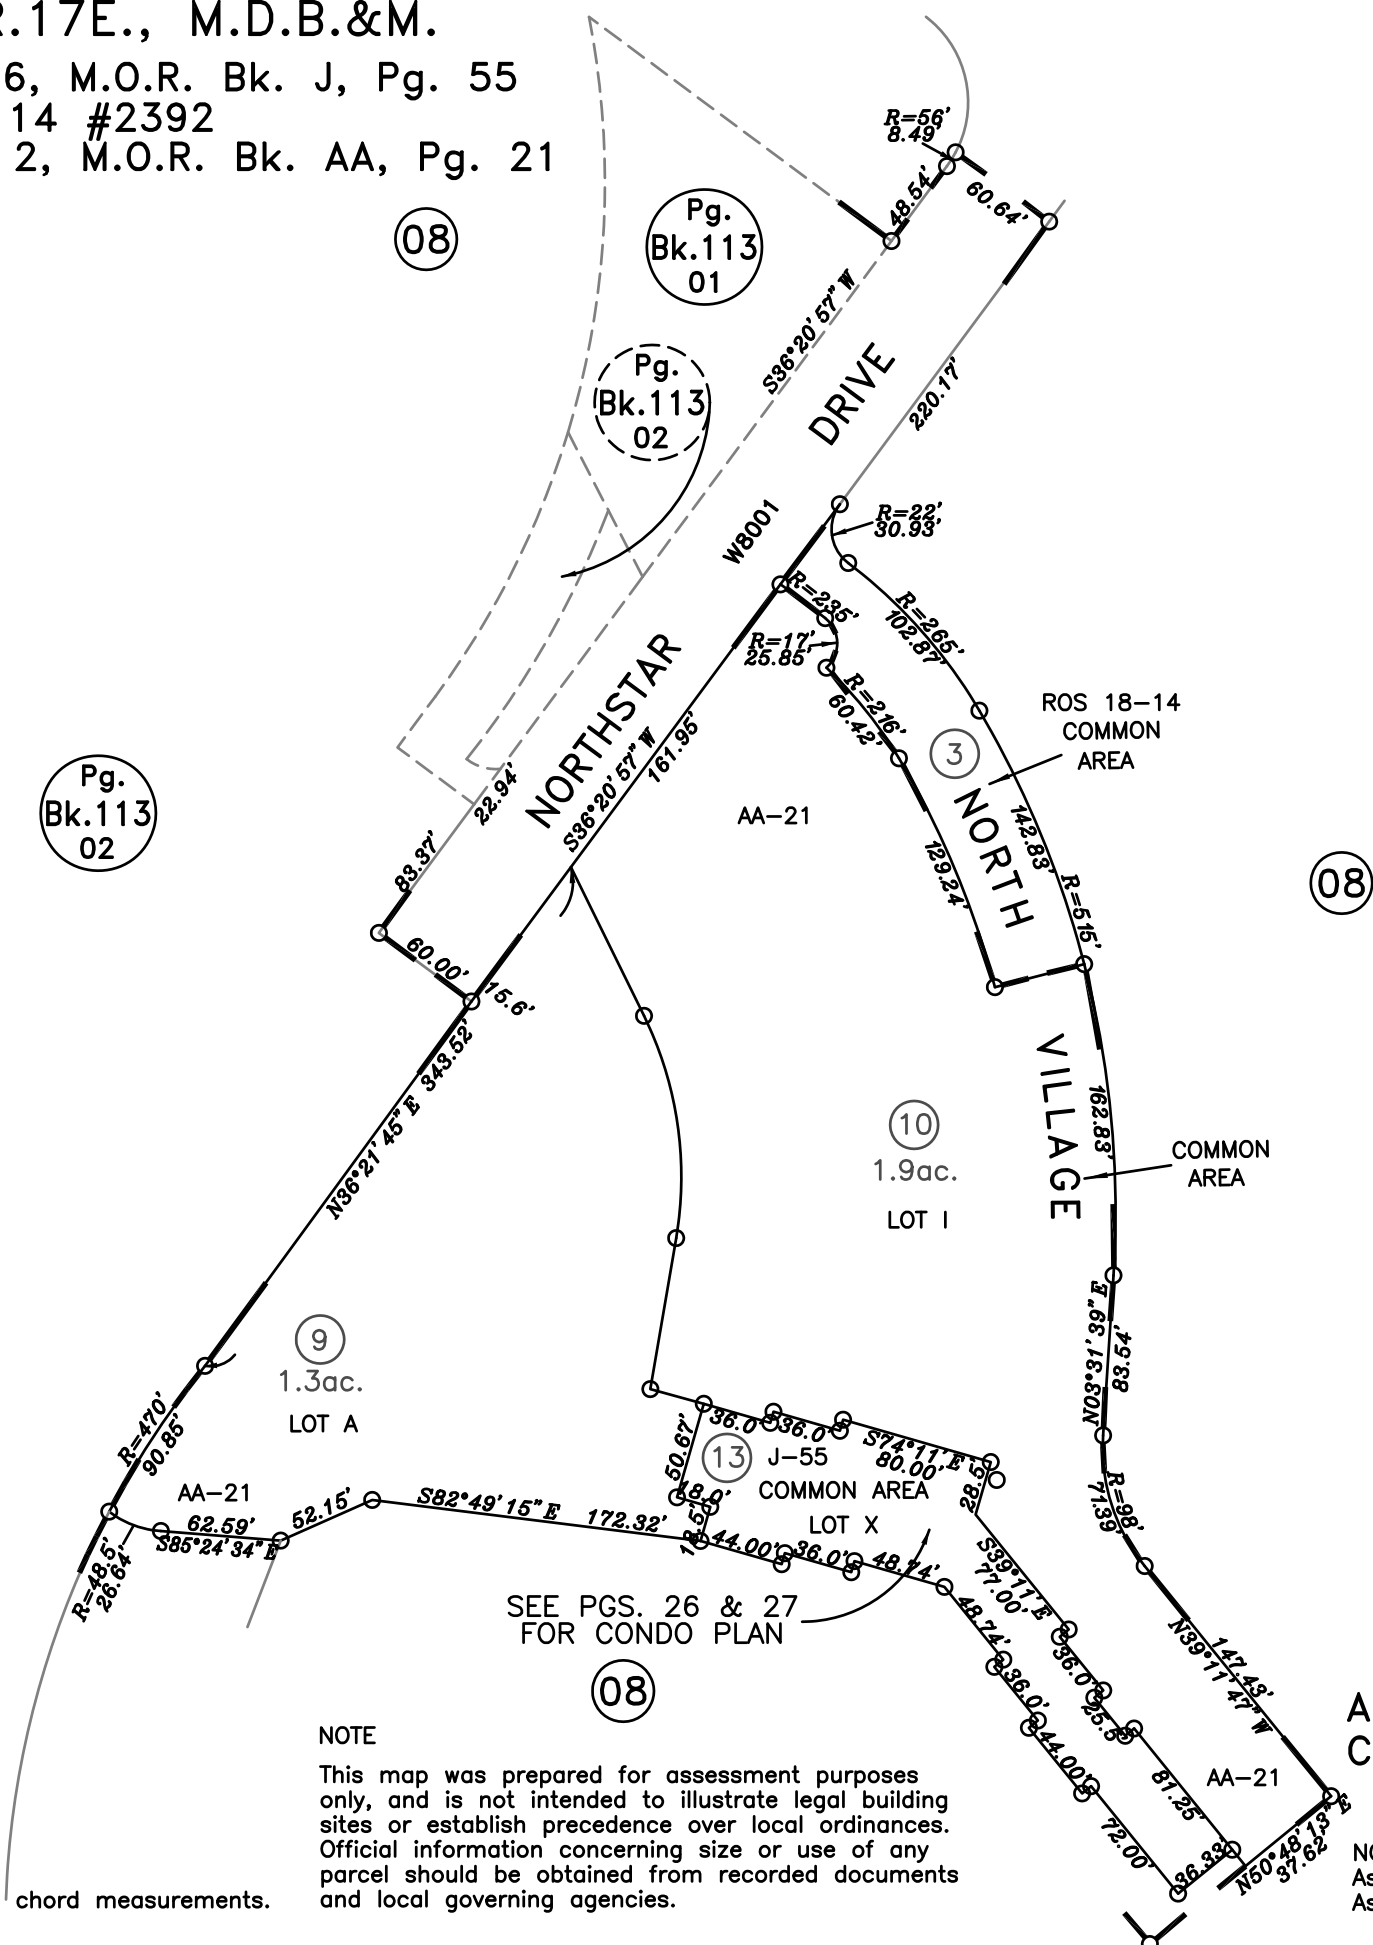 R.17E., M.D.B.&M.
6, M.O.R. Bk. J, Pg. 55
14 #2392
2, M.O.R. Bk. AA, Pg. 21
08
Pg.
Bk.113
01
R=56'
8.49'
48.54'
60.64'
S36°20'57"W
Pg.
Bk.113
02
DRIVE
220.17'
W8001
R=22'
30.93'
R=235'
R=17'
25.85'
R=265'
102.87'
R=216'
60.42'
ROS 18-14
COMMON
AREA
3
NORTHSTAR
S36°20'57"W
161.95'
22.94'
83.37'
Pg.
Bk.113
02
AA-21
NORTH
129.24'
142.83'
R=515'
08
60.00'
15.6'
N36°21'45"E 343.52'
VILLAGE
162.83'
COMMON
AREA
10
1.9ac.
LOT I
9
1.3ac.
LOT A
N03°31'39"E
83.54'
R=470'
90.85'
AA-21
62.59'
S85°24'34"E
52.15'
S82°49'15"E 172.32'
R=48.5'
26.64'
36.0'
36.0'
S74°11'E
80.00'
50.67'
13
J-55
COMMON AREA
LOT X
28.5'
18.0'
18.5'
44.00'
36.0'
48.74'
R=98'
71.39'
S39°11'E
77.00'
SEE PGS. 26 & 27
FOR CONDO PLAN
08
48.74'
36.0'
44.00'
72.00'
36.0'
25.5'
81.25'
36.33'
147.43'
N39°11'47"W
AA-21
N50°48'13"E
37.62'
A
C
NOTE
This map was prepared for assessment purposes
only, and is not intended to illustrate legal building
sites or establish precedence over local ordinances.
Official information concerning size or use of any
parcel should be obtained from recorded documents
and local governing agencies.
chord measurements.
NO
As
As